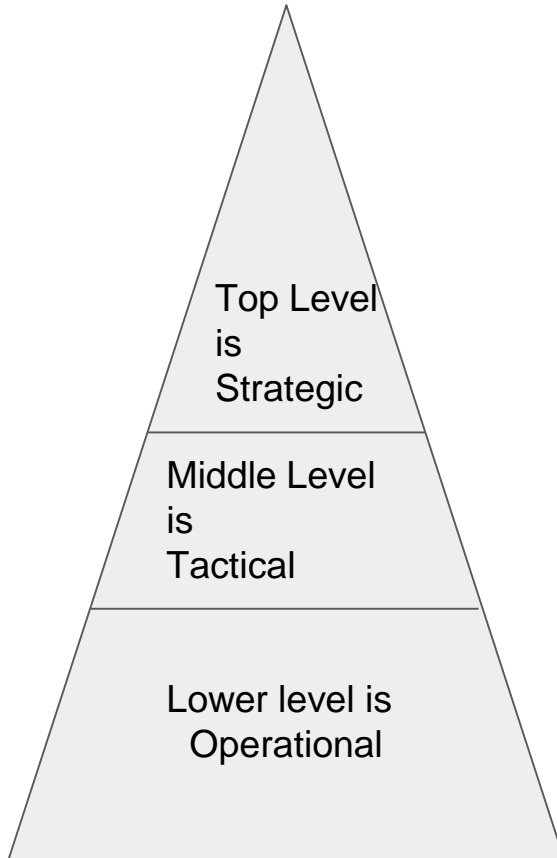 Top Level
is
Strategic
Middle Level
is
Tactical
Lower level is
Operational